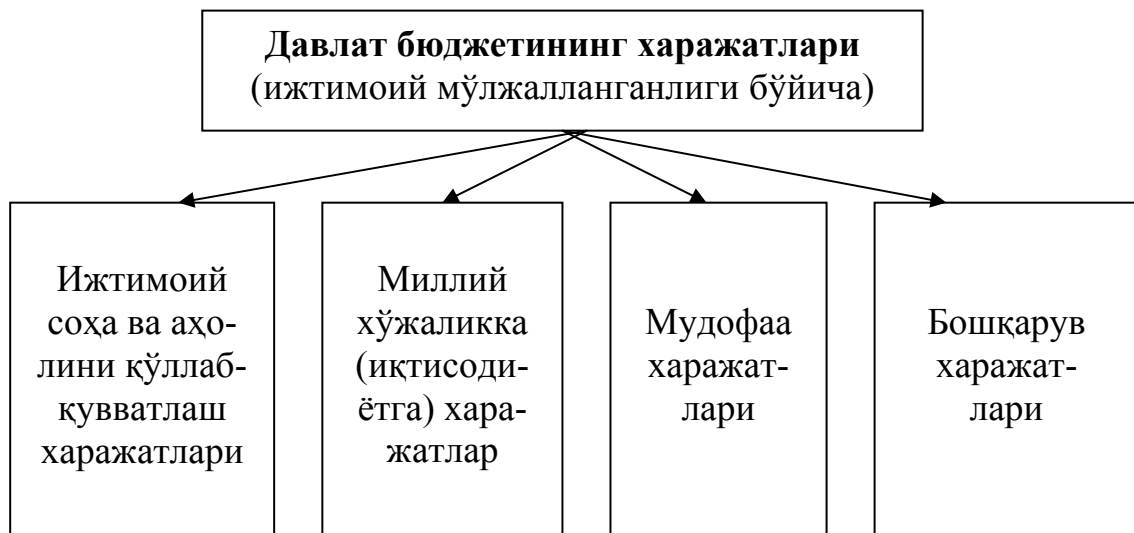 Давлат бюджетининг харажатлари
(ижтимоий мўлжалланганлиги бўйича)
Ижтимоий
соҳа ва аҳо-
лини қўллаб-
қувватлаш
харажатлари
Миллий
хўжаликка
(иқтисоди-
ётга) хара-
жатлар
Мудофаа
харажат-
лари
Бошқарув
харажат-
лари